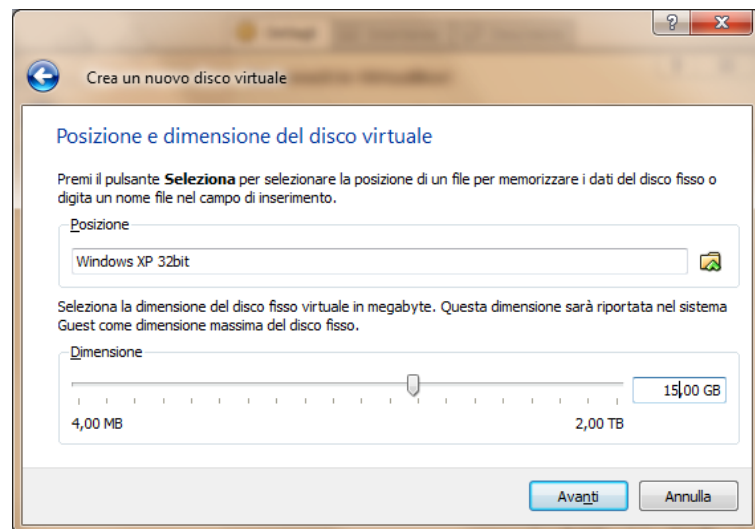 Crea un nuovo disco virtuale
Posizione e dimensione del disco virtuale
Premi il pulsante Seleziona per selezionare la posizione di un file per memorizzare i dati del disco fisso o
digita un nome file nel campo di inserimento.
Posizione
Windows XP 32bit
Seleziona la dimensione del disco fisso virtuale in megabyte. Questa dimensione sarà riportata nel sistema
Guest come dimensione massima del disco fisso.
Dimensione
15,00 GB
4,00 MB 2,00 TB
Avanti Annulla